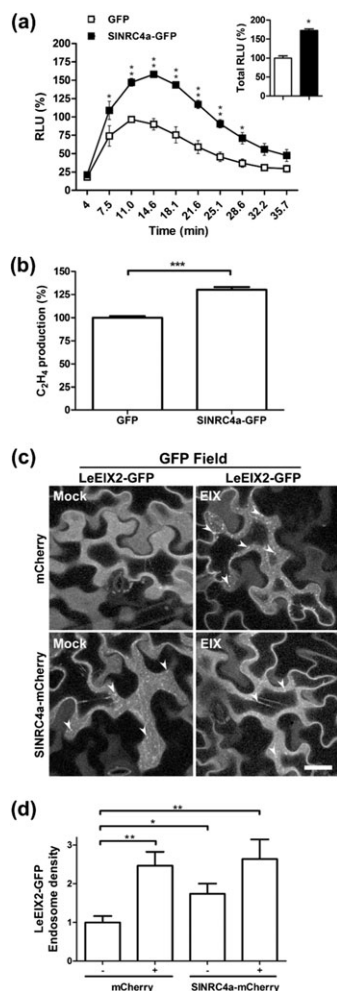 (a)
GFP
SlNRC4a-GFP
RLU (%)
175
150
125
100
75
50
25
0
4 7.5 11.0 14.6 18.1 21.6 25.1 28.6 32.2 35.7
Time (min)
Total RLU (%)
200
150
100
50
0
*
* ** ** ** ** * *
(b)
C2H4 production (%)
150
125
100
75
50
25
0
***
GFP SlNRC4a-GFP
(c)
GFP Field
LeEIX2-GFP LeEIX2-GFP
mCherry
Mock EIX
SlNRC4a-mCherry
Mock EIX
(d)
LeEIX2-GFP
Endosome density
3
2
1
0
**
*
**
- + - +
mCherry SlNRC4a-mCherry